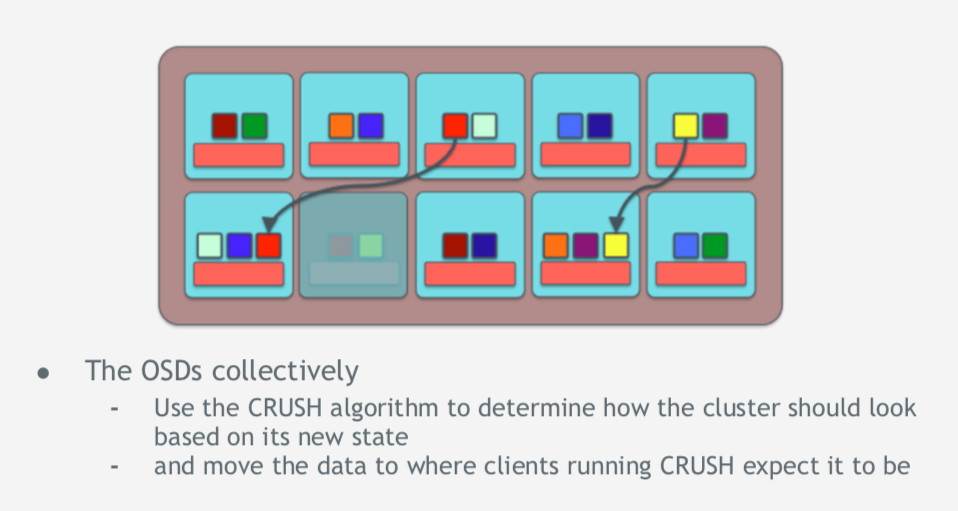 ● The OSDs collectively
- Use the CRUSH algorithm to determine how the cluster should look
based on its new state
- and move the data to where clients running CRUSH expect it to be